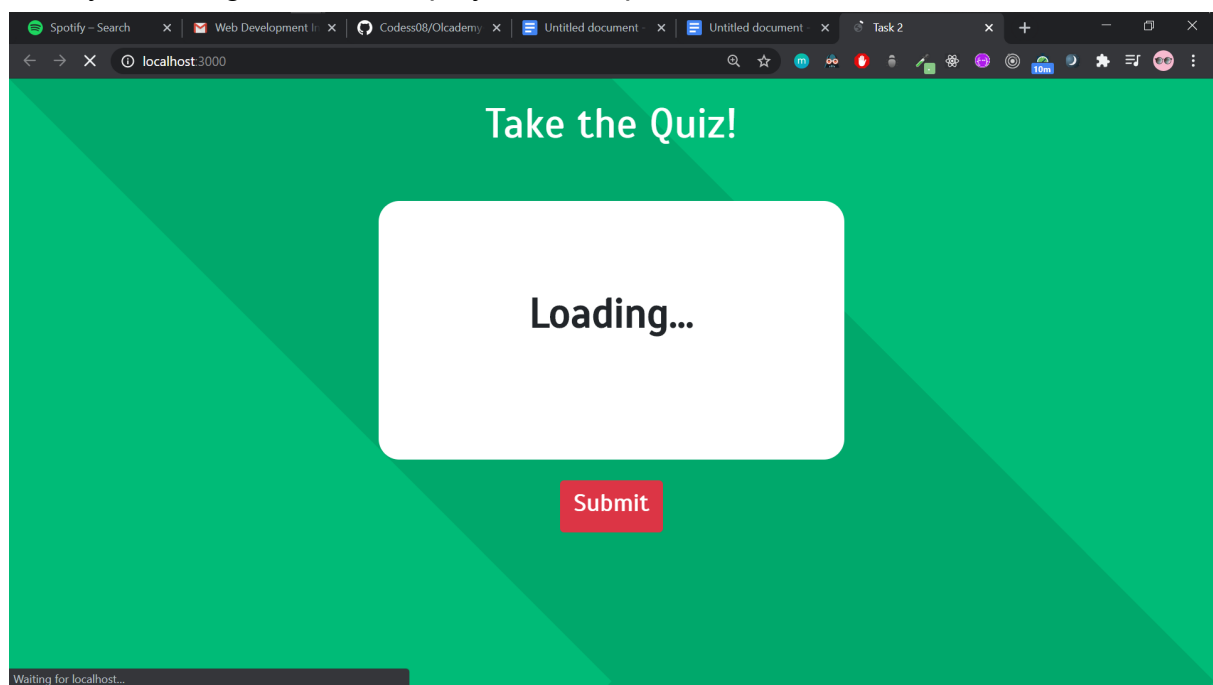 Spotify – Search
Web Development In
Codess08/Olcademy
Untitled document -
Untitled document -
Task 2
localhost:3000
m
10m
Take the Quiz!
Loading...
Submit
Waiting for localhost...